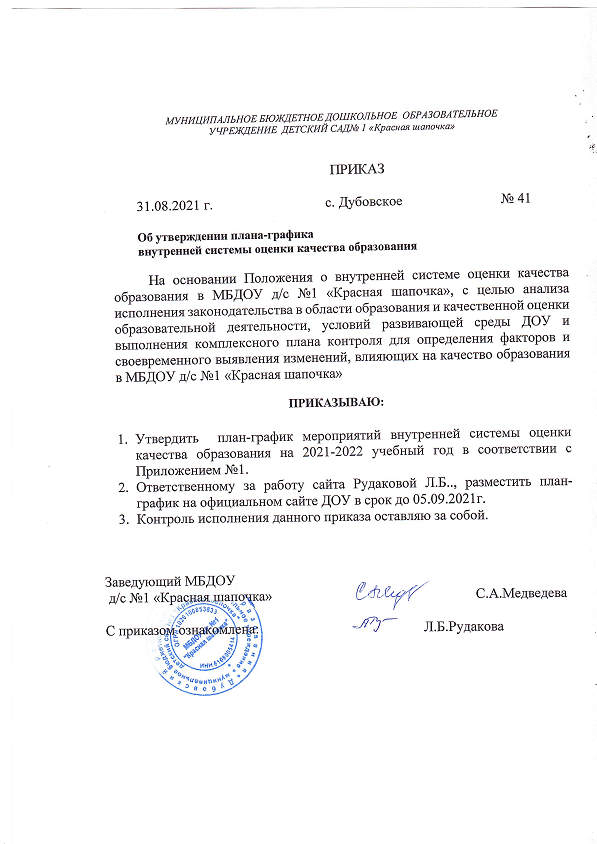 МУНИЦИПАЛЬНОЕ БЮЖДЕТНОЕ ДОШКОЛЬНОЕ ОБРАЗОВАТЕЛЬНОЕ
УЧРЕЖДЕНИЕ ДЕТСКИЙ САД№ 1 «Красная шапочка»
ПРИКАЗ
31.08.2021 г. с. Дубовское № 41
Об утверждении плана-графика
внутренней системы оценки качества образования
На основании Положения о внутренней системе оценки качества
образования в МБДОУ д/с №1 «Красная шапочка», с целью анализа
исполнения законодательства в области образования и качественной оценки
образовательной деятельности, условий развивающей среды ДОУ и
выполнения комплексного плана контроля для определения факторов и
своевременного выявления изменений, влияющих на качество образования
в МБДОУ д/с №1 «Красная шапочка»
ПРИКАЗЫВАЮ:
1. Утвердить план-график мероприятий внутренней системы оценки
качества образования на 2021-2022 учебный год в соответствии с
Приложением №1.
2. Ответственному за работу сайта Рудаковой Л.Б.., разместить план-
график на официальном сайте ДОУ в срок до 05.09.2021г.
3. Контроль исполнения данного приказа оставляю за собой.
Заведующий МБДОУ
д/с №1 «Красная шапочка» С.А.Медведева
С приказом ознакомлена: Л.Б.Рудакова
МБДОУ д/с №1
"Красная шапочка"